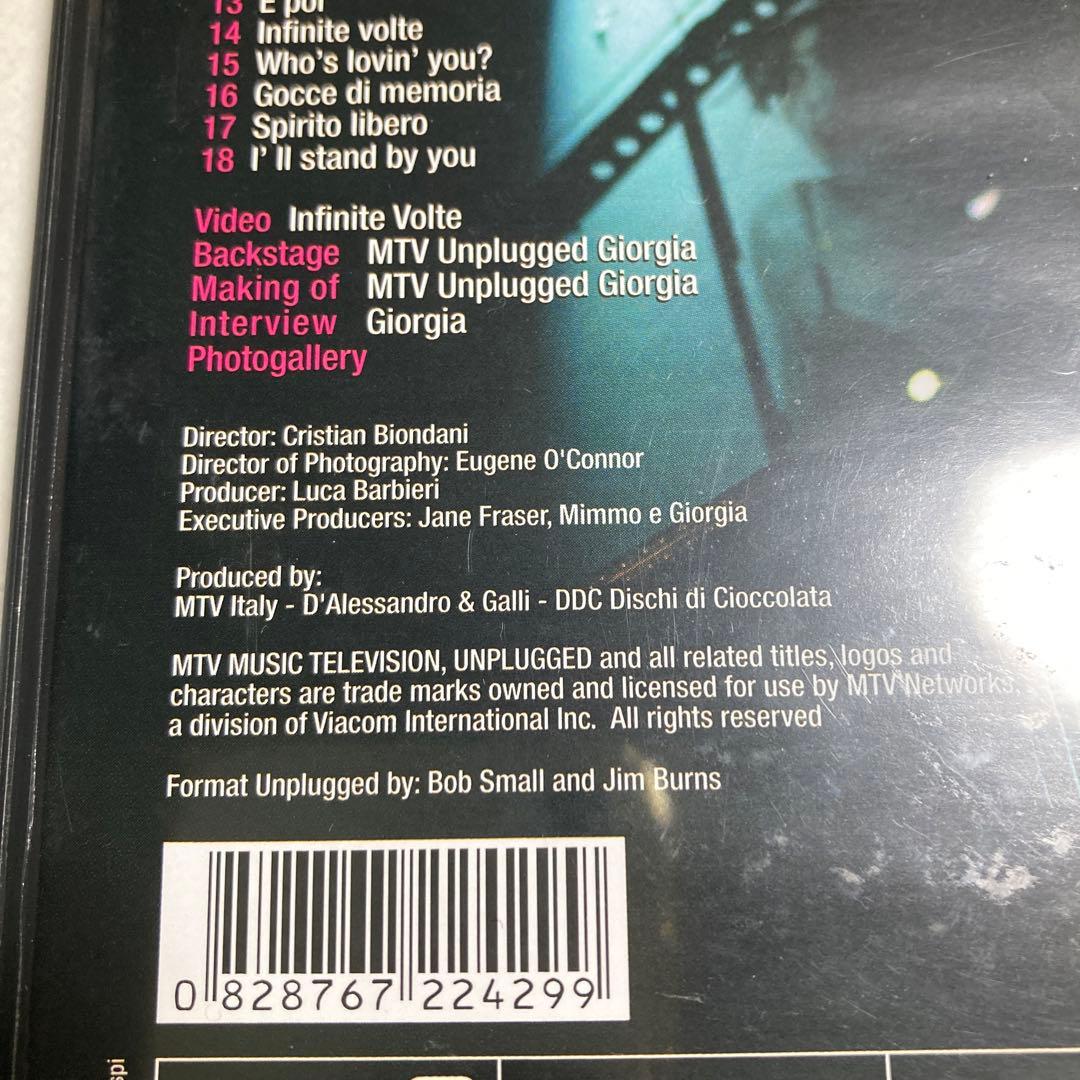 13 E poi
14 Infinite volte
15 Who's lovin' you?
16 Gocce di memoria
17 Spirito libero
18 I' ll stand by you
Video Infinite Volte
Backstage MTV Unplugged Giorgia
Making of MTV Unplugged Giorgia
Interview Giorgia
Photogallery
Director: Cristian Biondani
Director of Photography: Eugene O'Connor
Producer: Luca Barbieri
Executive Producers: Jane Fraser, Mimmo e Giorgia
Produced by:
MTV Italy - D'Alessandro & Galli - DDC Dischi di Cioccolata
MTV MUSIC TELEVISION, UNPLUGGED and all related titles, logos and
characters are trade marks owned and licensed for use by MTV Networks,
a division of Viacom International Inc. All rights reserved
Format Unplugged by: Bob Small and Jim Burns
0 828767 224299
spi